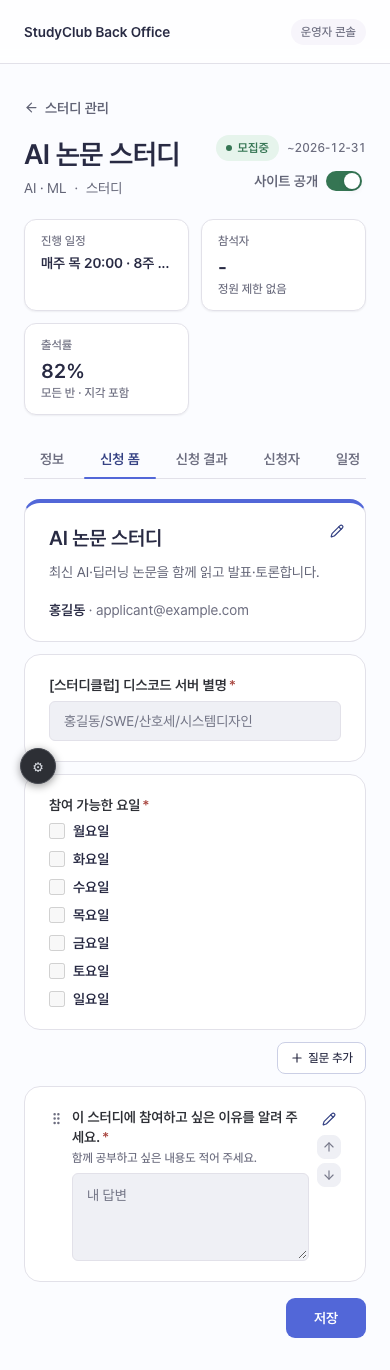 StudyClub Back Office
운영자 콘솔
← 스터디 관리
AI 논문 스터디
모집중
~2026-12-31
AI · ML · 스터디
사이트 공개
진행 일정
매주 목 20:00 · 8주 ...
참석자
-
정원 제한 없음
출석률
82%
모든 반 · 지각 포함
정보
신청 폼
신청 결과
신청자
일정
AI 논문 스터디
최신 AI·딥러닝 논문을 함께 읽고 발표·토론합니다.
홍길동 · applicant@example.com
[스터디클럽] 디스코드 서버 별명 *
홍길동/SWE/산호세/시스템디자인
참여 가능한 요일 *
월요일
화요일
수요일
목요일
금요일
토요일
일요일
+ 질문 추가
이 스터디에 참여하고 싶은 이유를 알려 주
세요. *
함께 공부하고 싶은 내용도 적어 주세요.
내 답변
저장